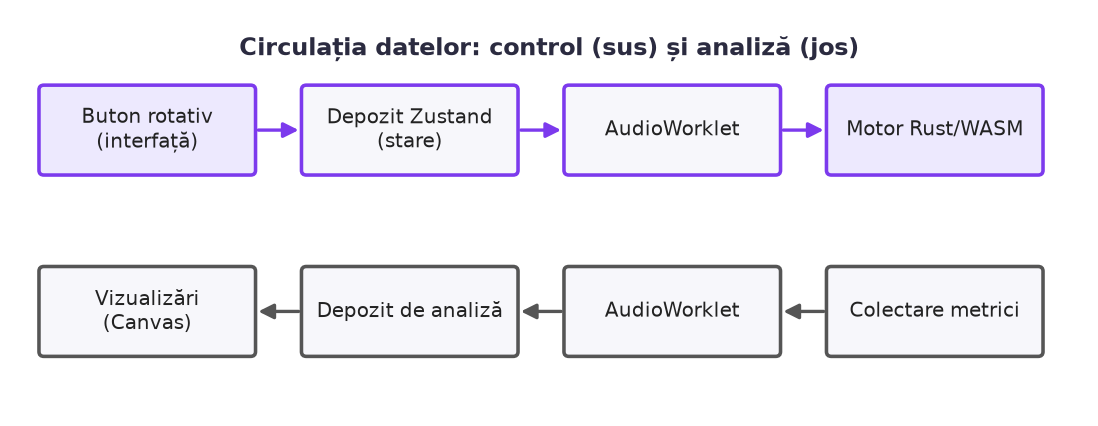 Circulația datelor: control (sus) și analiză (jos)
Buton rotativ
(interfață)
Depozit Zustand
(stare)
AudioWorklet
Motor Rust/WASM
Vizualizări
(Canvas)
Depozit de analiză
AudioWorklet
Colectare metrici